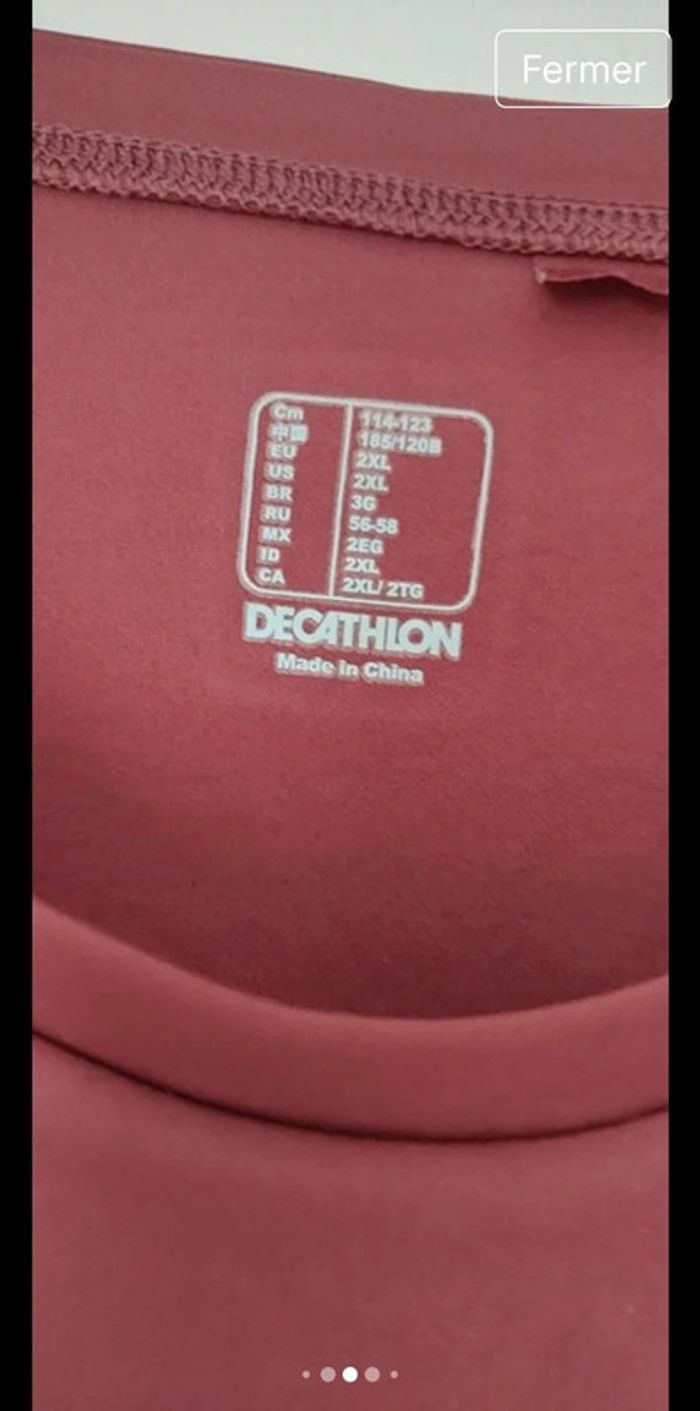 Fermer
Cm 114-123
中国 185/120B
EU 2XL
US 2XL
BR 3G
RU 56-58
MX 2EG
ID 2XL
CA 2XL/ 2TG
DECATHLON
Made in China